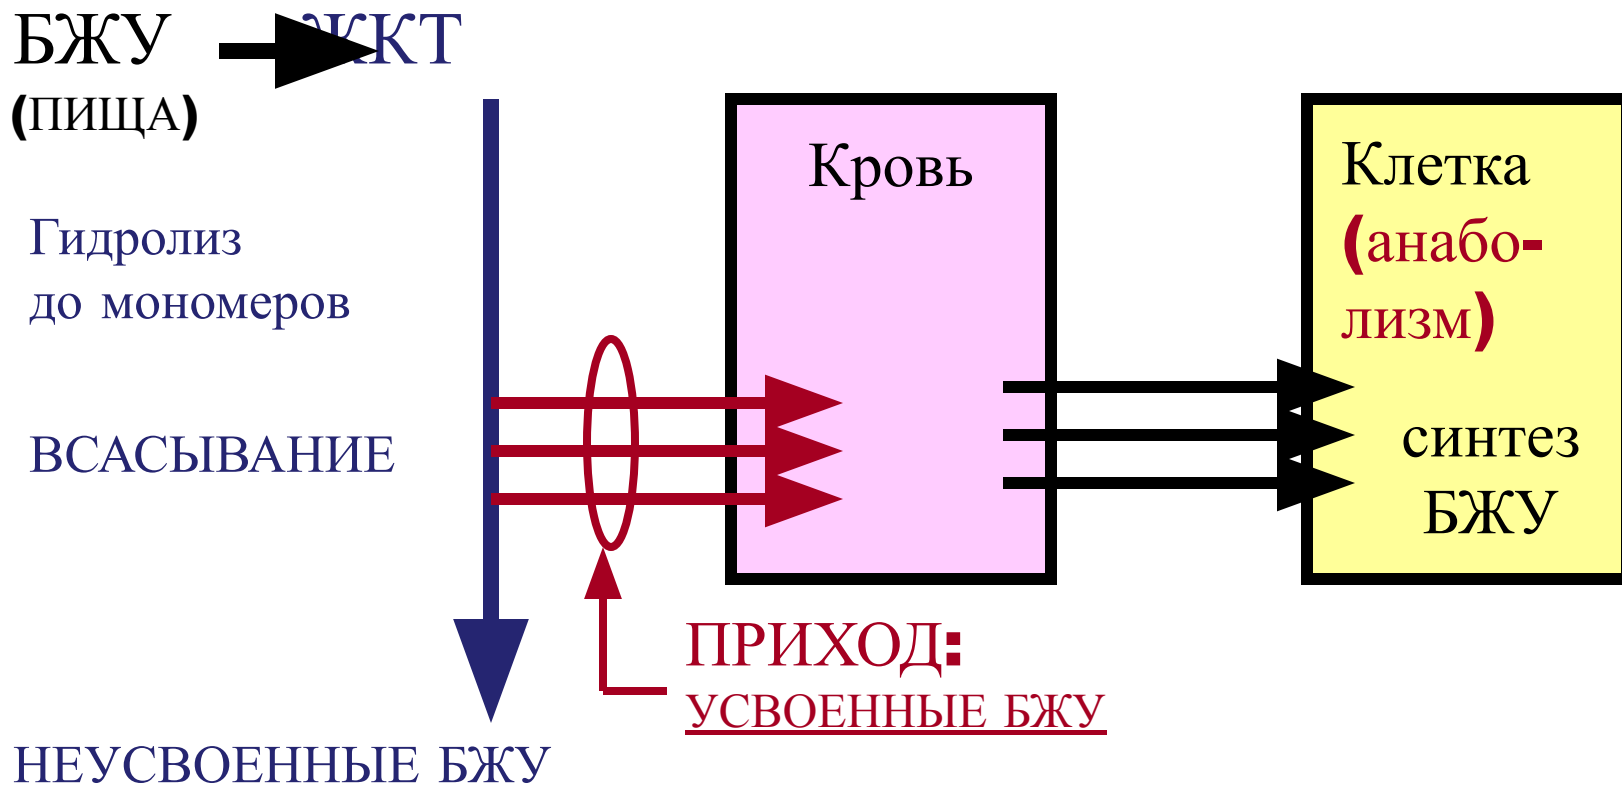 БЖУ ЖКТ
(ПИЩА)
Гидролиз
до мономеров
ВСАСЫВАНИЕ
НЕУСВОЕННЫЕ БЖУ
Кровь
ПРИХОД:
УСВОЕННЫЕ БЖУ
Клетка
(анабо-
лизм)
синтез
БЖУ